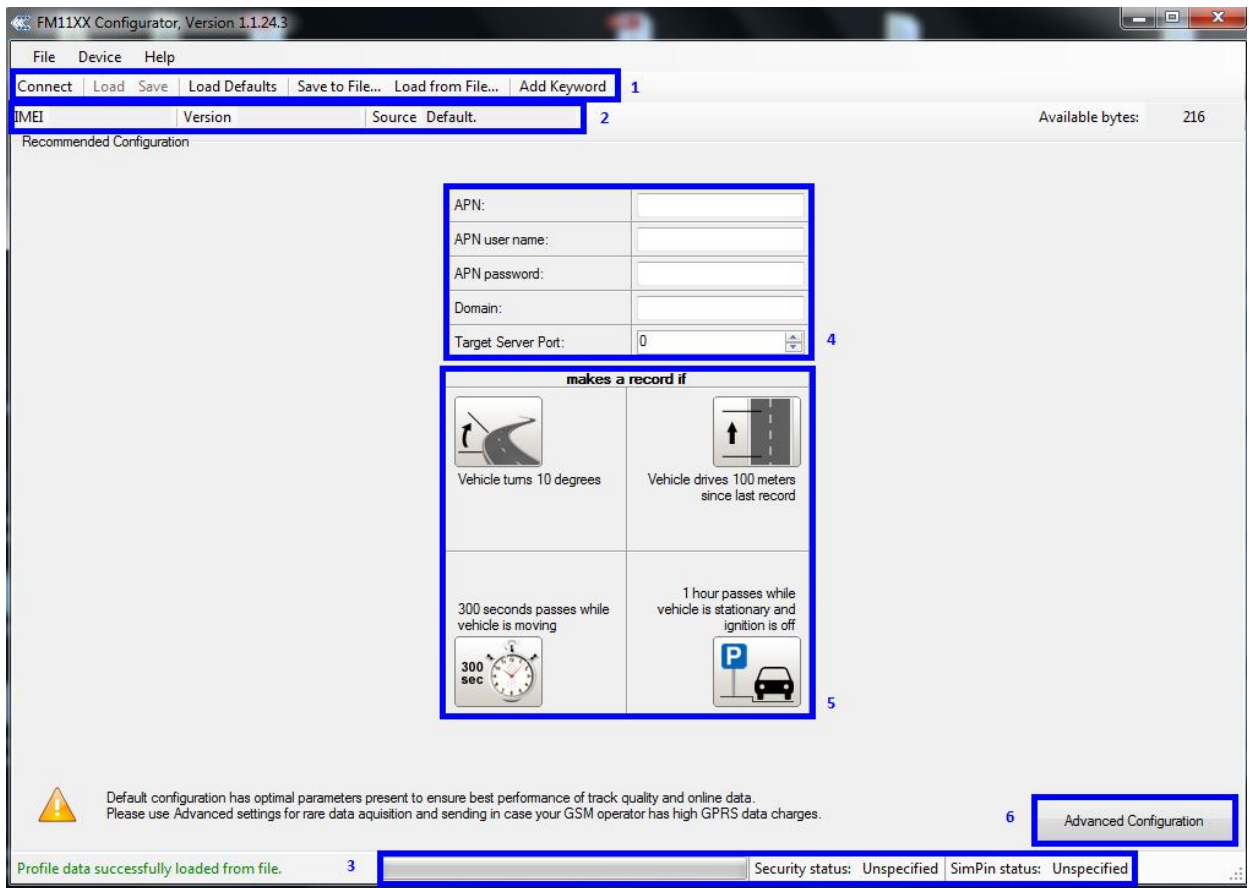 FM11XX Configurator, Version 1.1.24.3
File Device Help
Connect Load Save Load Defaults Save to File... Load from File... Add Keyword 1
IMEI Version Source Default. 2 Available bytes: 216
Recommended Configuration
APN:
APN user name:
APN password:
Domain:
Target Server Port: 0 4
makes a record if
Vehicle turns 10 degrees
Vehicle drives 100 meters
since last record
300 seconds passes while
vehicle is moving
300
sec
1 hour passes while
vehicle is stationary and
ignition is off
P
5
Default configuration has optimal parameters present to ensure best performance of track quality and online data.
Please use Advanced settings for rare data aquisition and sending in case your GSM operator has high GPRS data charges.
6 Advanced Configuration
Profile data successfully loaded from file. 3 Security status: Unspecified SimPin status: Unspecified